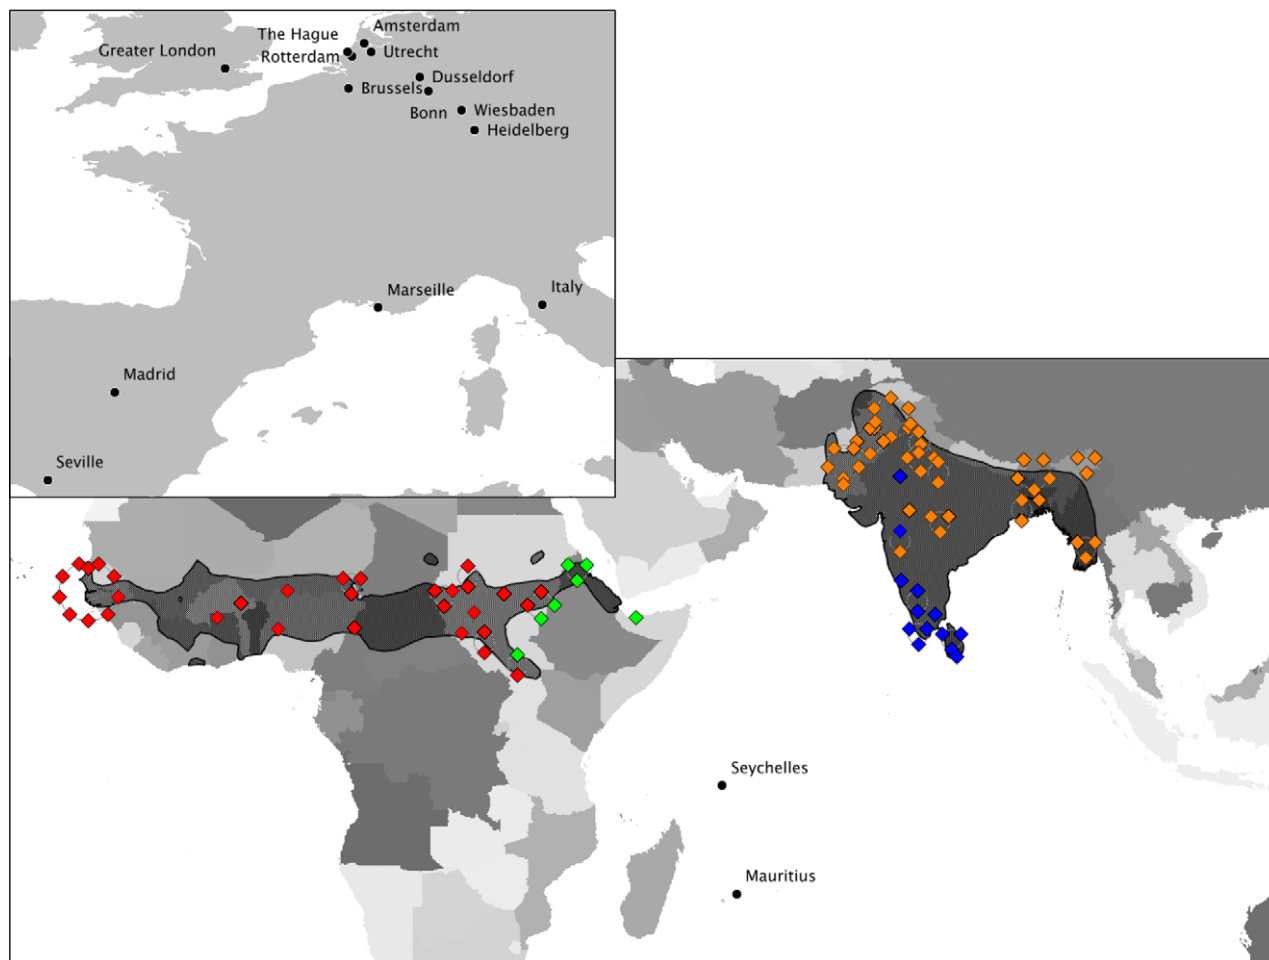 Amsterdam
The Hague
Greater London
Rotterdam
Utrecht
Dusseldorf
Brussels
Bonn
Wiesbaden
Heidelberg
Marseille
Italy
Madrid
Seville
Seychelles
Mauritius